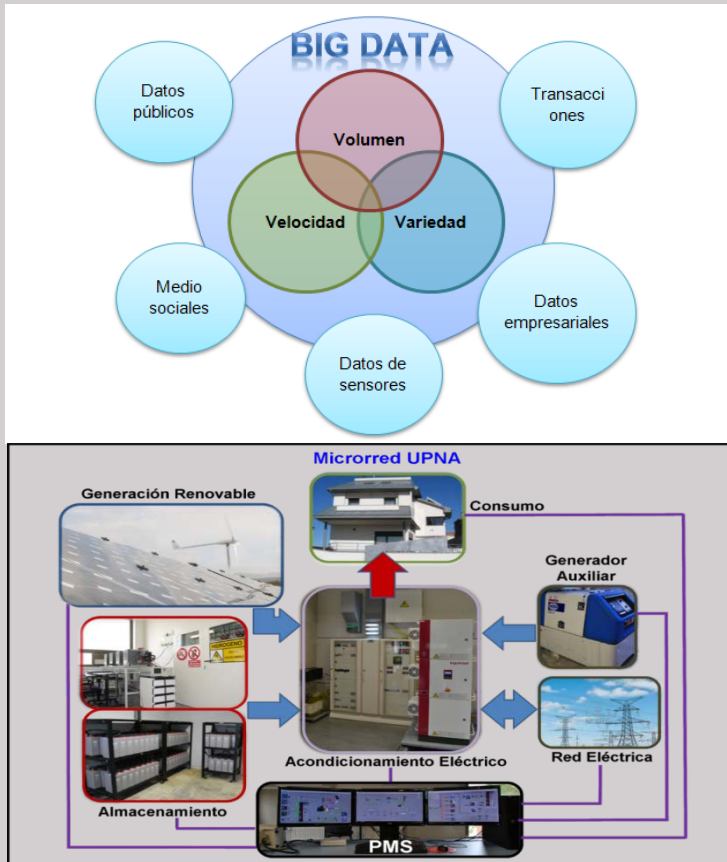 BIG DATA
Datos
públicos
Transacci
ones
Volumen
Velocidad
Variedad
Medio
sociales
Datos
empresariales
Datos de
sensores
Microrred UPNA
Generación Renovable
Consumo
Generador
Auxiliar
HIDROGENO
Acondicionamiento Eléctrico
Red Eléctrica
Almacenamiento
PMS